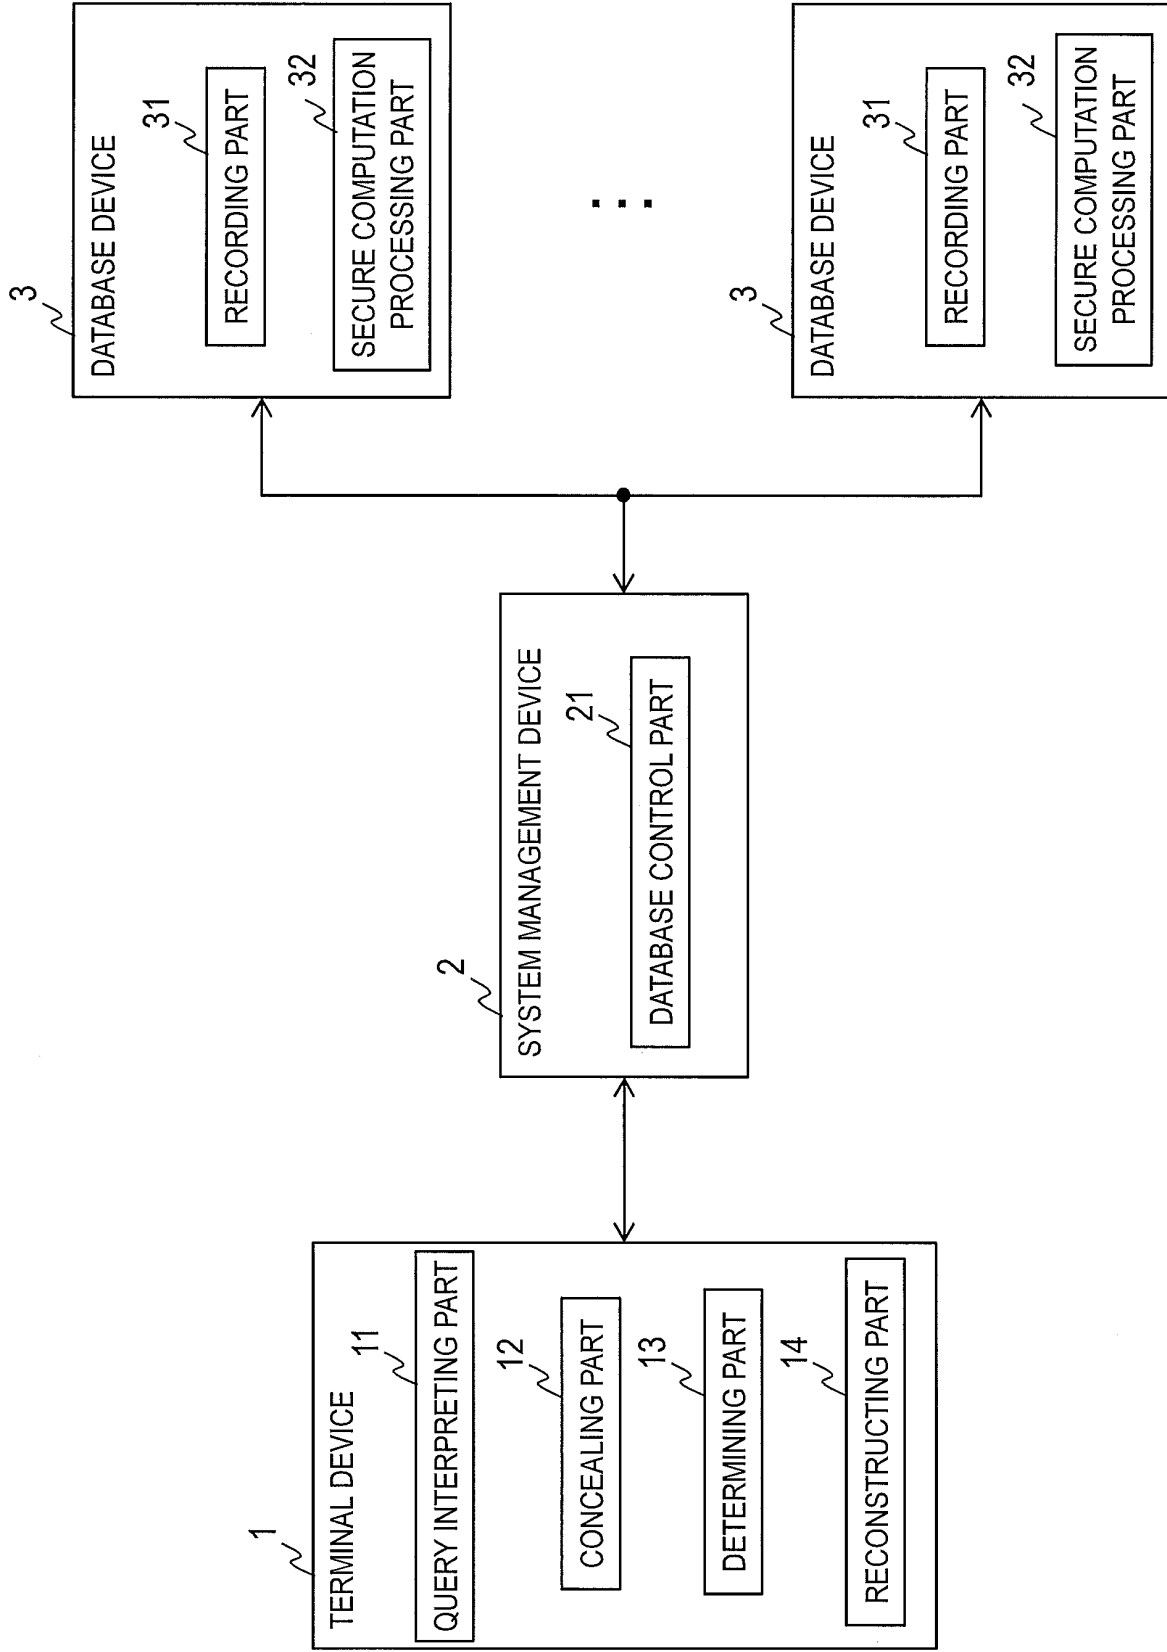 1
TERMINAL DEVICE
11
QUERY INTERPRETING PART
12
CONCEALING PART
13
DETERMINING PART
14
RECONSTRUCTING PART
2
SYSTEM MANAGEMENT DEVICE
21
DATABASE CONTROL PART
3
DATABASE DEVICE
31
RECORDING PART
32
SECURE COMPUTATION
PROCESSING PART
...
3
DATABASE DEVICE
31
RECORDING PART
32
SECURE COMPUTATION
PROCESSING PART